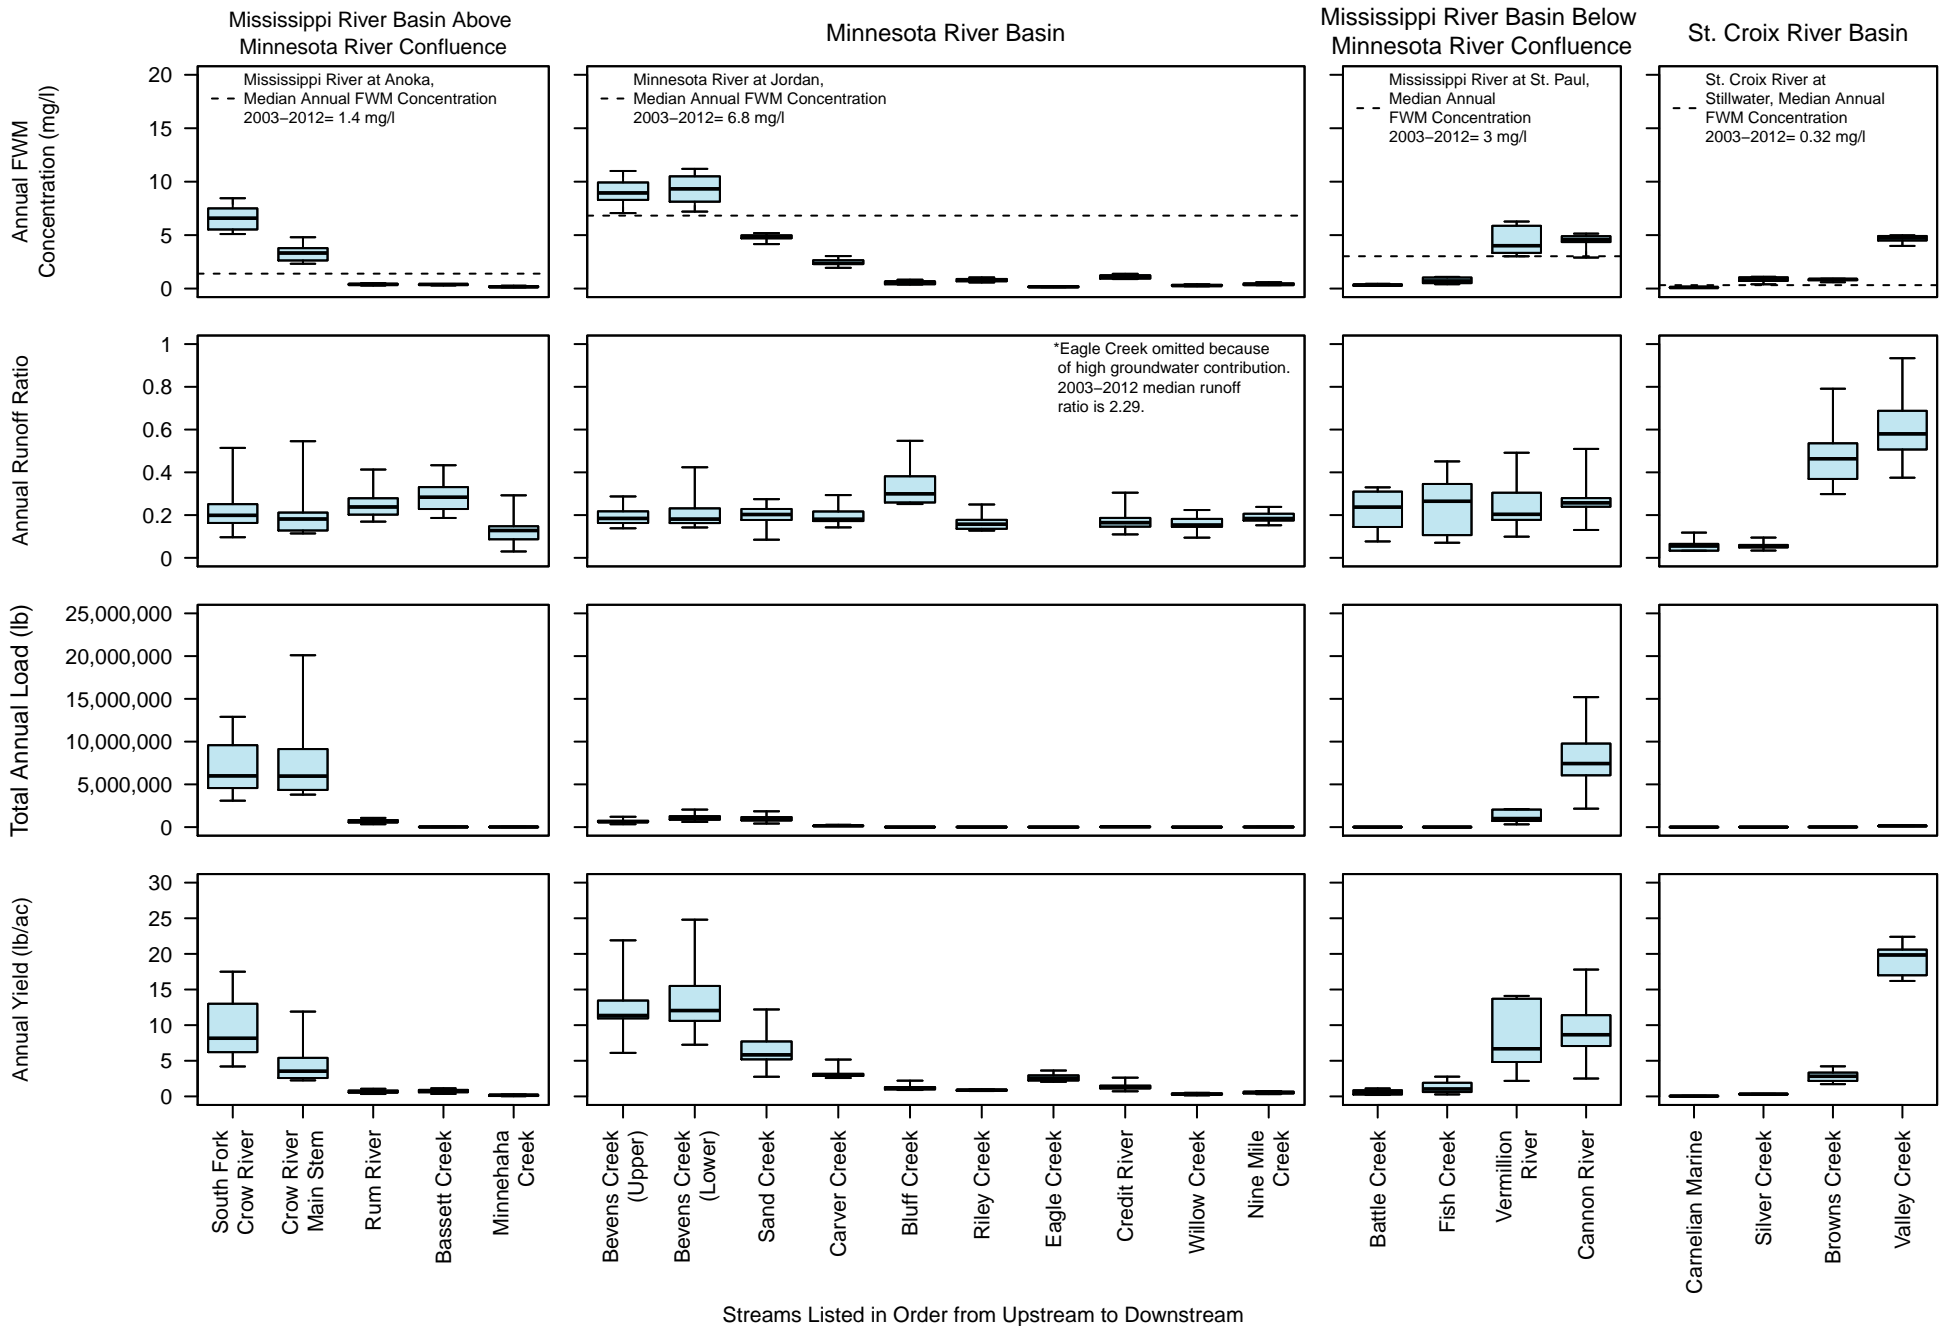 Mississippi River Basin Above
Minnesota River Confluence
Minnesota River Basin
Mississippi River Basin Below
Minnesota River Confluence
St. Croix River Basin
Annual FWM
Concentration (mg/l)
20
15
10
5
0
Mississippi River at Anoka,
Median Annual FWM Concentration
2003–2012= 1.4 mg/l
Minnesota River at Jordan,
Median Annual FWM Concentration
2003–2012= 6.8 mg/l
Mississippi River at St. Paul,
Median Annual
FWM Concentration
2003–2012= 3 mg/l
St. Croix River at
Stillwater, Median Annual
FWM Concentration
2003–2012= 0.32 mg/l
Annual Runoff Ratio
1
0.8
0.6
0.4
0.2
0
*Eagle Creek omitted because
of high groundwater contribution.
2003–2012 median runoff
ratio is 2.29.
Total Annual Load (lb)
25,000,000
20,000,000
15,000,000
10,000,000
5,000,000
0
Annual Yield (lb/ac)
30
25
20
15
10
5
0
South Fork
Crow River
Crow River
Main Stem
Rum River
Bassett Creek
Minnehaha
Creek
Bevens Creek
(Upper)
Bevens Creek
(Lower)
Sand Creek
Carver Creek
Bluff Creek
Riley Creek
Eagle Creek
Credit River
Willow Creek
Nine Mile
Creek
Battle Creek
Fish Creek
Vermillion
River
Cannon River
Carnelian Marine
Silver Creek
Browns Creek
Valley Creek
Streams Listed in Order from Upstream to Downstream